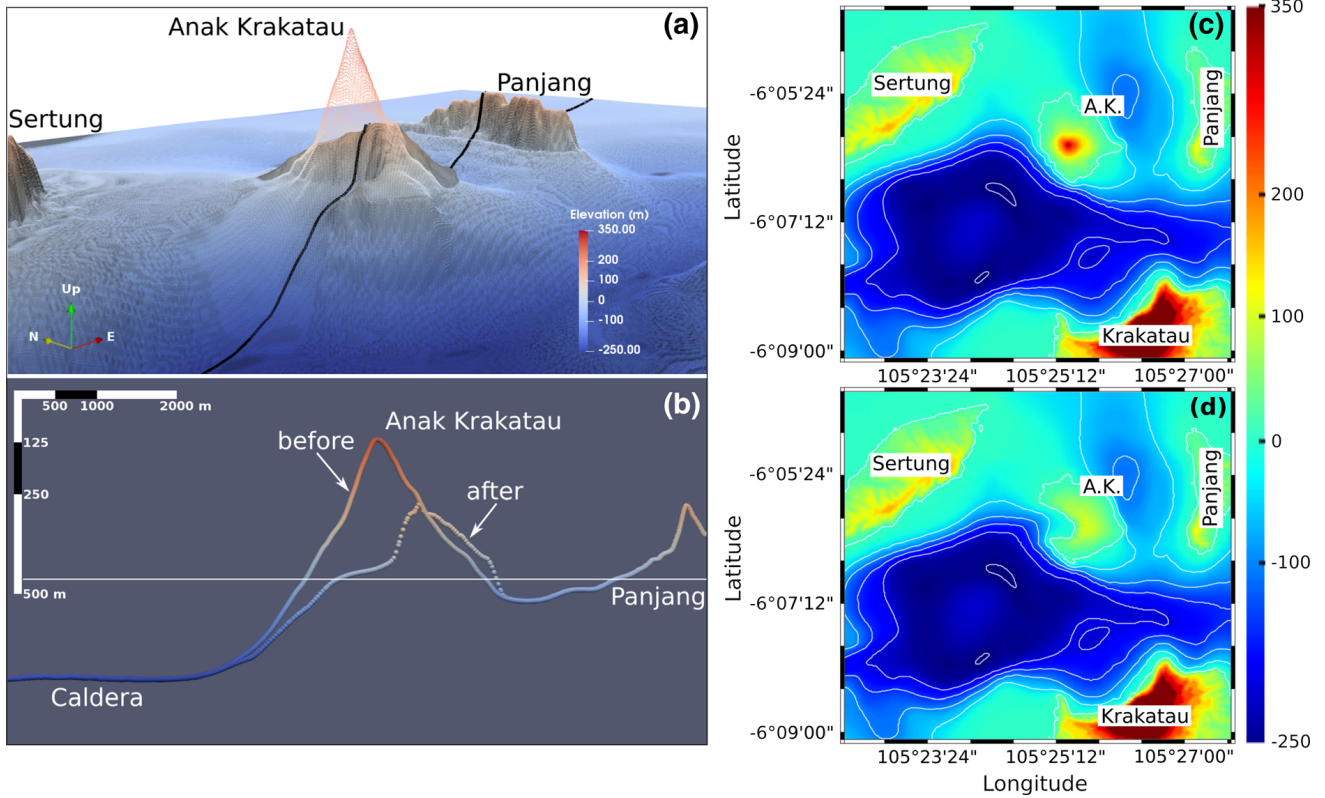 (a)
Anak Krakatau
Panjang
Sertung
Elevation (m)
350.00
200
100
0
-100
-250.00
Up
N
E
(b)
500 1000 2000 m
125
250
500 m
Anak Krakatau
before
after
Panjang
Caldera
(c)
Sertung
A.K.
Panjang
Krakatau
Latitude
-6°05'24"
-6°07'12"
-6°09'00"
105°23'24" 105°25'12" 105°27'00"
(d)
Sertung
A.K.
Panjang
Krakatau
Latitude
-6°05'24"
-6°07'12"
-6°09'00"
105°23'24" 105°25'12" 105°27'00"
Longitude
350
200
100
0
-100
-250